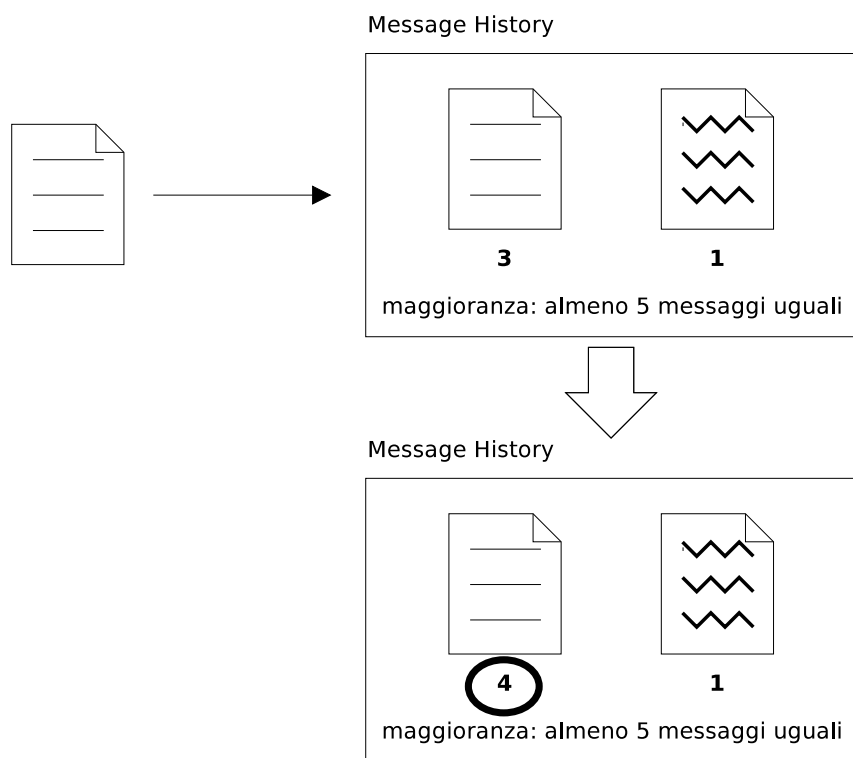 Message History
3 1
maggioranza: almeno 5 messaggi uguali
Message History
4 1
maggioranza: almeno 5 messaggi uguali